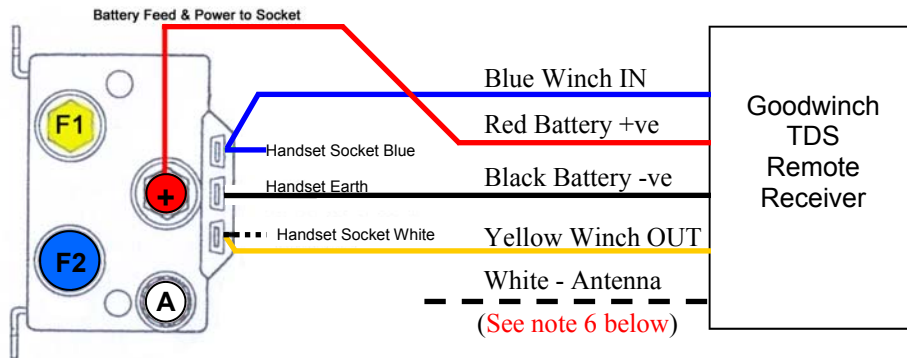 Battery Feed & Power to Socket
F1
+
F2
A
Handset Socket Blue
Handset Earth
Handset Socket White
Blue Winch IN
Red Battery +ve
Black Battery -ve
Yellow Winch OUT
White - Antenna
(See note 6 below)
Goodwinch
TDS
Remote
Receiver